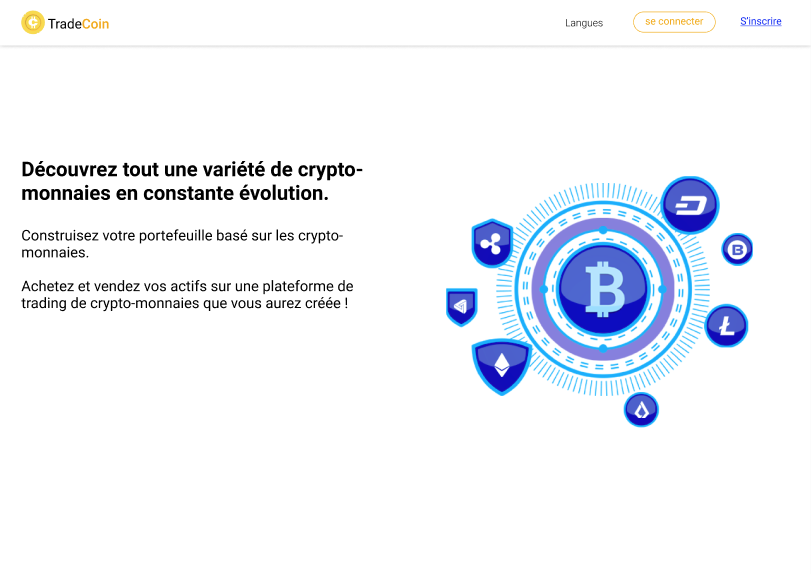 TradeCoin
Langues
se connecter
S'inscrire
Découvrez tout une variété de crypto-
monnaies en constante évolution.
Construisez votre portefeuille basé sur les crypto-
monnaies.
Achetez et vendez vos actifs sur une plateforme de
trading de crypto-monnaies que vous aurez créée !